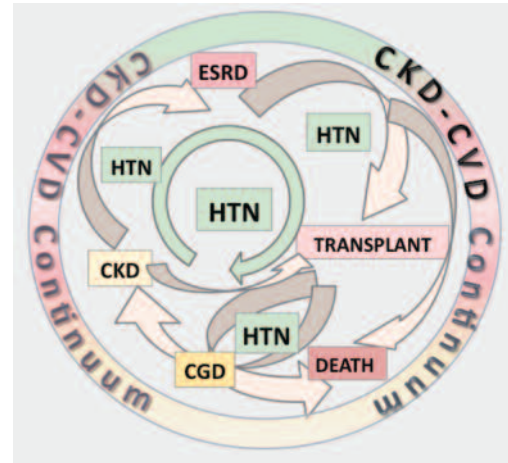 CKD-CVD Continuum
CKD-CVD Continuum
ESRD
HTN
HTN
HTN
TRANSPLANT
CKD
HTN
CGD
DEATH